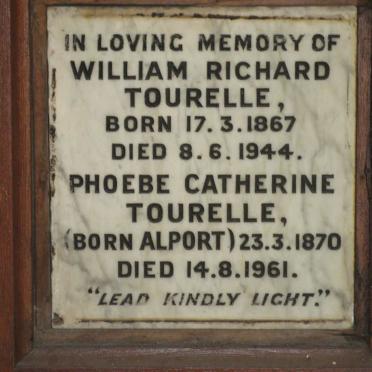 IN LOVING MEMORY OF
WILLIAM RICHARD
TOURELLE,
BORN 17.3.1867
DIED 8.6.1944.
PHOEBE CATHERINE
TOURELLE,
(BORN ALPORT) 23.3.1870
DIED 14.8.1961.
"LEAD KINDLY LIGHT."